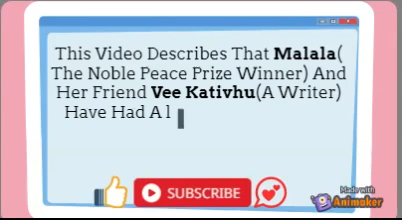 This Video Describes That Malala(
The Noble Peace Prize Winner) And
Her Friend Vee Kativhu(A Writer)
Have Had A l
SUBSCRIBE
Made with
Animaker